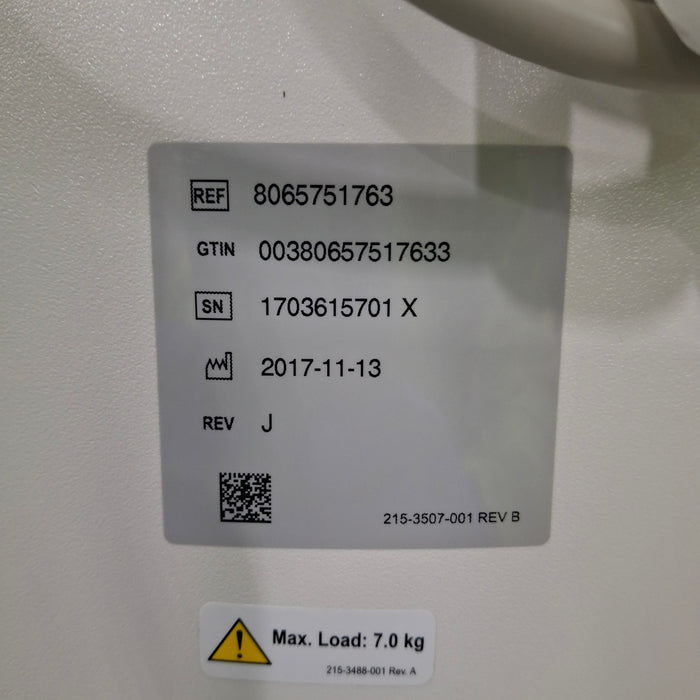 REF 8065751763
GTIN 00380657517633
SN 1703615701 X
2017-11-13
REV J
215-3507-001 REV B
Max. Load: 7.0 kg
215-3488-001 Rev. A